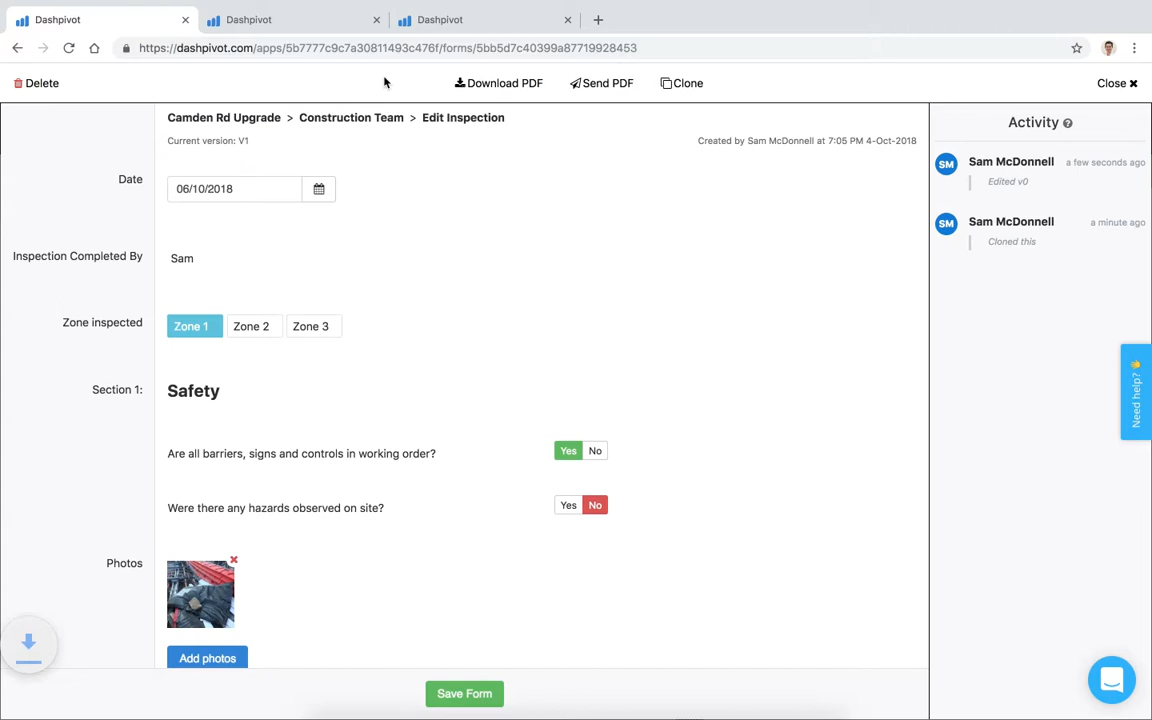 Dashpivot
Dashpivot
Dashpivot
https://dashpivot.com/apps/5b7777c9c7a30811493c476f/forms/5bb5d7c40399a87719928453
Delete
Download PDF
Send PDF
Clone
Close
Camden Rd Upgrade > Construction Team > Edit Inspection
Current version: V1
Created by Sam McDonnell at 7:05 PM 4-Oct-2018
Date
06/10/2018
Inspection Completed By
Sam
Zone inspected
Zone 1
Zone 2
Zone 3
Section 1:
Safety
Are all barriers, signs and controls in working order?
Yes No
Were there any hazards observed on site?
Yes No
Photos
Add photos
Save Form
Activity
SM
Sam McDonnell
a few seconds ago
Edited v0
SM
Sam McDonnell
a minute ago
Cloned this
Need help?